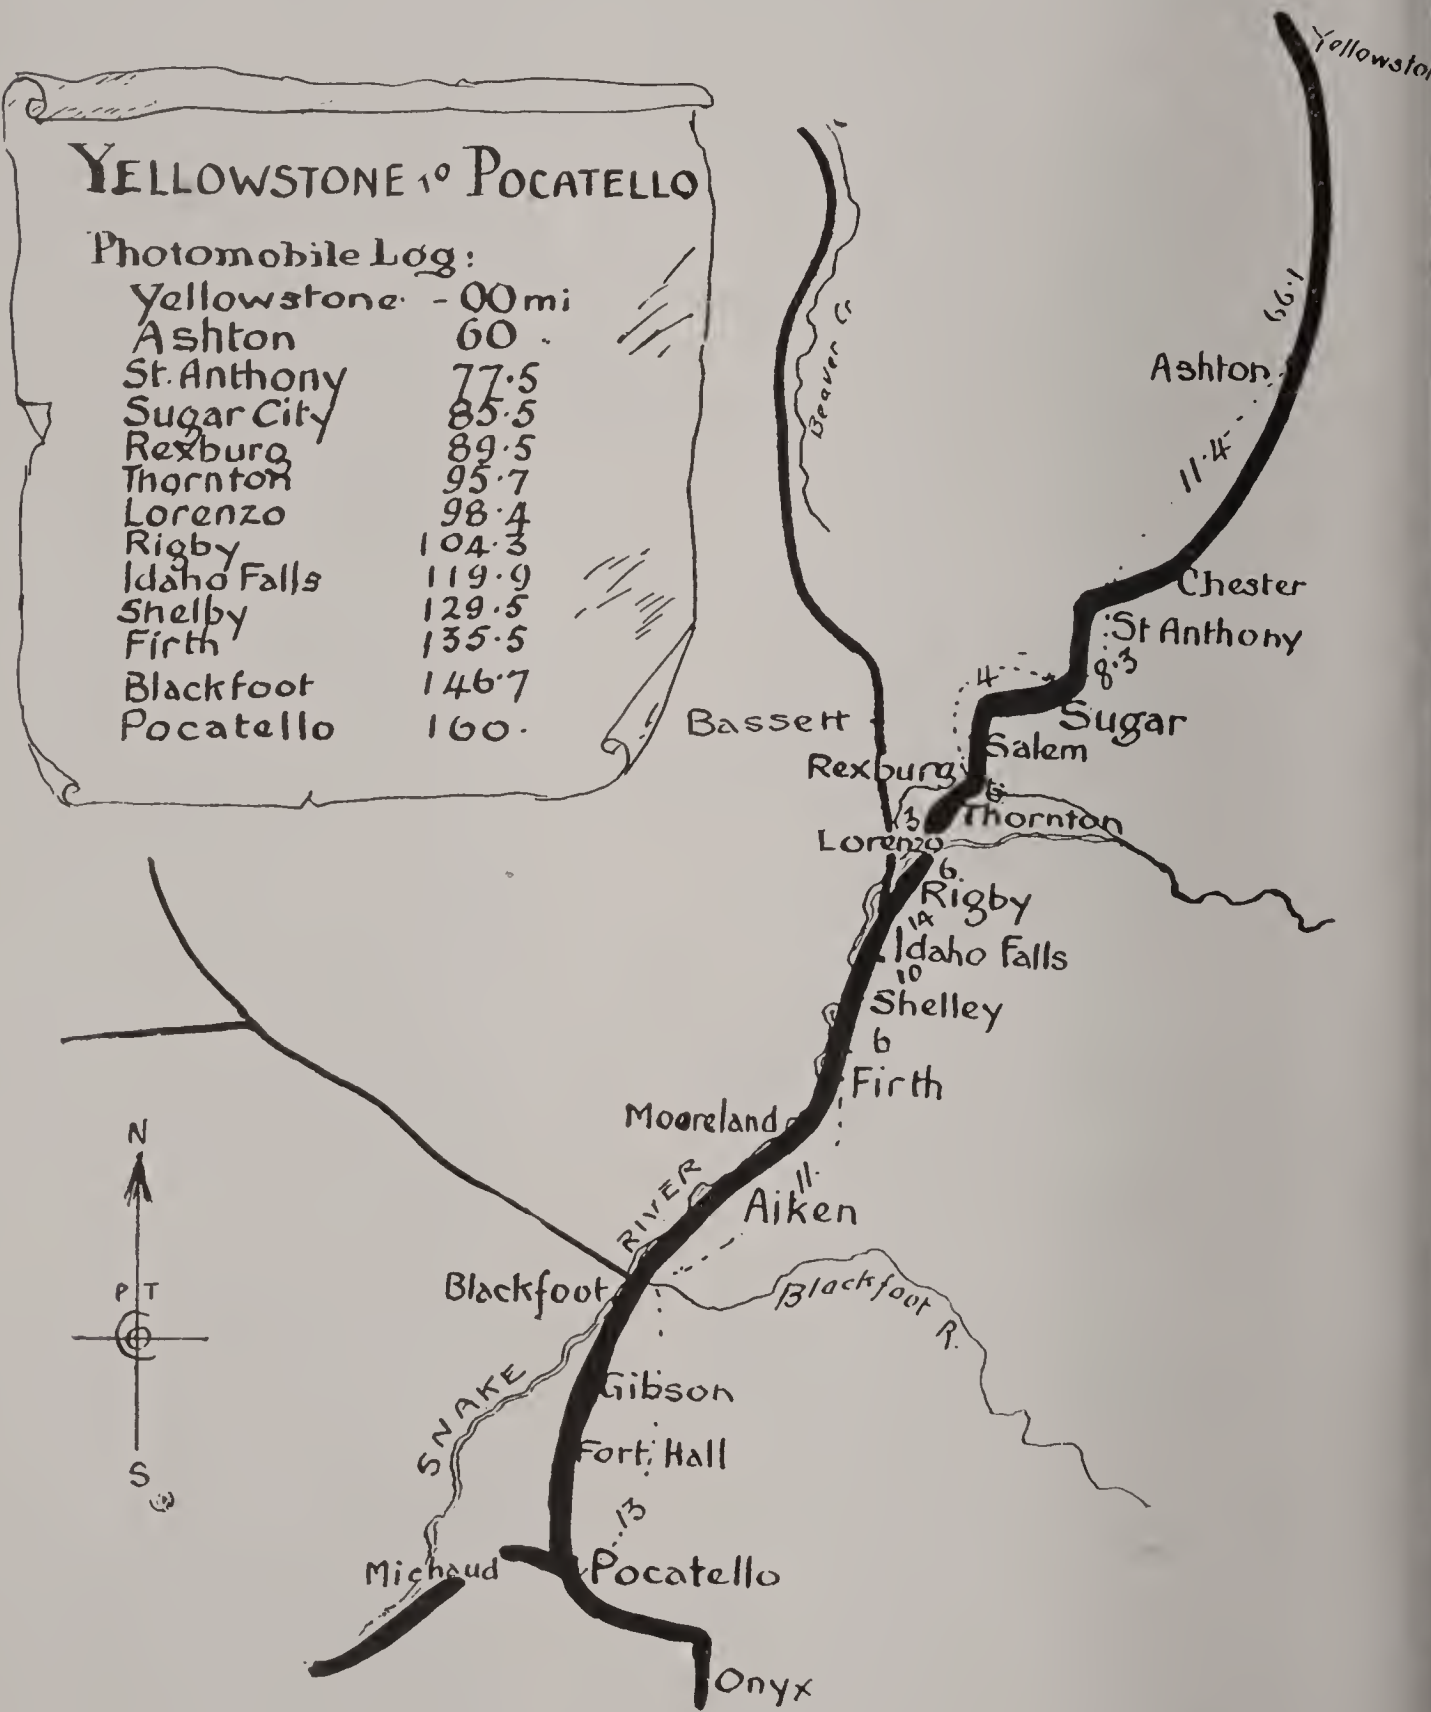 YELLOWSTONE TO POCATELLO
Photomobile Log:
Yellowstone - 00 mi
Ashton 60
St. Anthony 77.5
Sugar City 85.5
Rexburg 89.5
Thornton 95.7
Lorenzo 98.4
Rigby 104.3
Idaho Falls 119.9
Shelby 129.5
Firth 135.5
Blackfoot 146.7
Pocatello 160.
Beaver Cr
66.1
Ashton
11.4
Chester
St Anthony
8.3
4
Sugar
Bassett
Salem
Rexburg
6
3
Thornton
Lorenzo
6.
Rigby
14
Idaho Falls
10
Shelley
6
Firth
Mooreland
11.
Aiken
SNAKE RIVER
Blackfoot
Blackfoot R.
Gibson
Fort Hall
13
Michaud
Pocatello
Onyx
N
P T
S